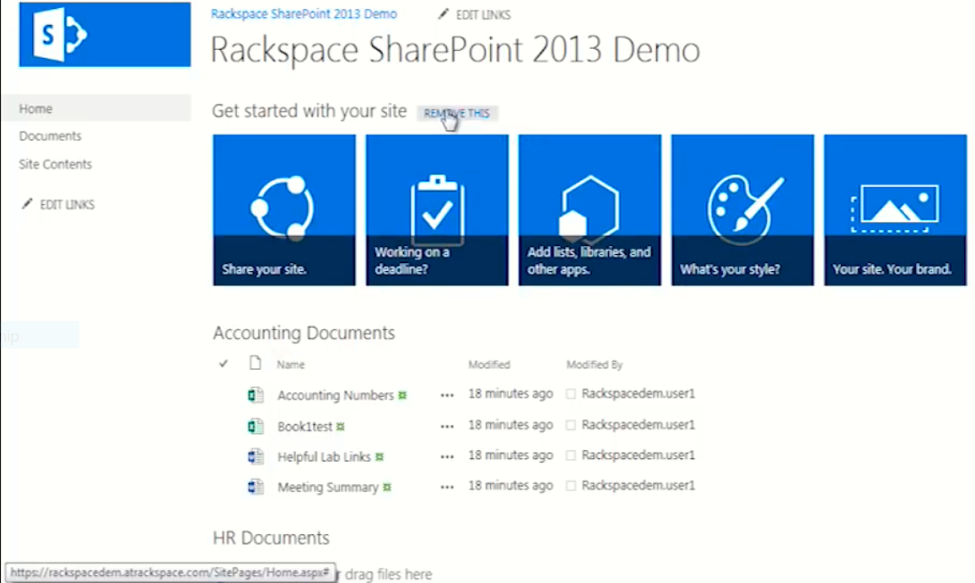 S
Rackspace SharePoint 2013 Demo
EDIT LINKS
Rackspace SharePoint 2013 Demo
Home
Documents
Site Contents
EDIT LINKS
Get started with your site REMOVE THIS
Share your site.
Working on a
deadline?
Add lists, libraries, and
other apps.
What's your style?
Your site. Your brand.
Accounting Documents
Name Modified Modified By
Accounting Numbers ... 18 minutes ago Rackspacedem.user1
Book1test ... 18 minutes ago Rackspacedem.user1
Helpful Lab Links ... 18 minutes ago Rackspacedem.user1
Meeting Summary ... 18 minutes ago Rackspacedem.user1
HR Documents
drag files here
https://rackspacedem.atrackspace.com/SitePages/Home.aspx#